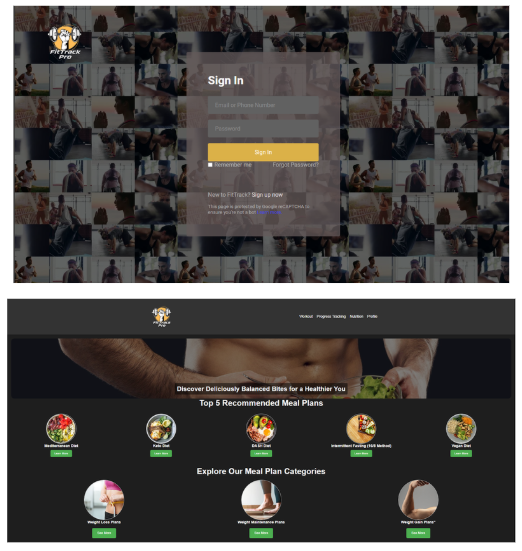 FitTrack
Pro
Sign In
Email or Phone Number
Password
Sign In
Remember me
Forgot Password?
New to FitTrack? Sign up now
This page is protected by Google reCAPTCHA to
ensure you're not a bot.
FitTrack
Pro
Workout Progress Tracking Nutrition Profile
Discover Deliciously Balanced Bites for a Healthier You
Top 5 Recommended Meal Plans
Mediterranean Diet
Keto Diet
DASH Diet
Intermittent Fasting (16/8 Method)
Vegan Diet
Learn More
Learn More
Learn More
Learn More
Learn More
Explore Our Meal Plan Categories
Weight Loss Plans
Weight Maintenance Plans
Weight Gain Plans"
See More
See More
See More